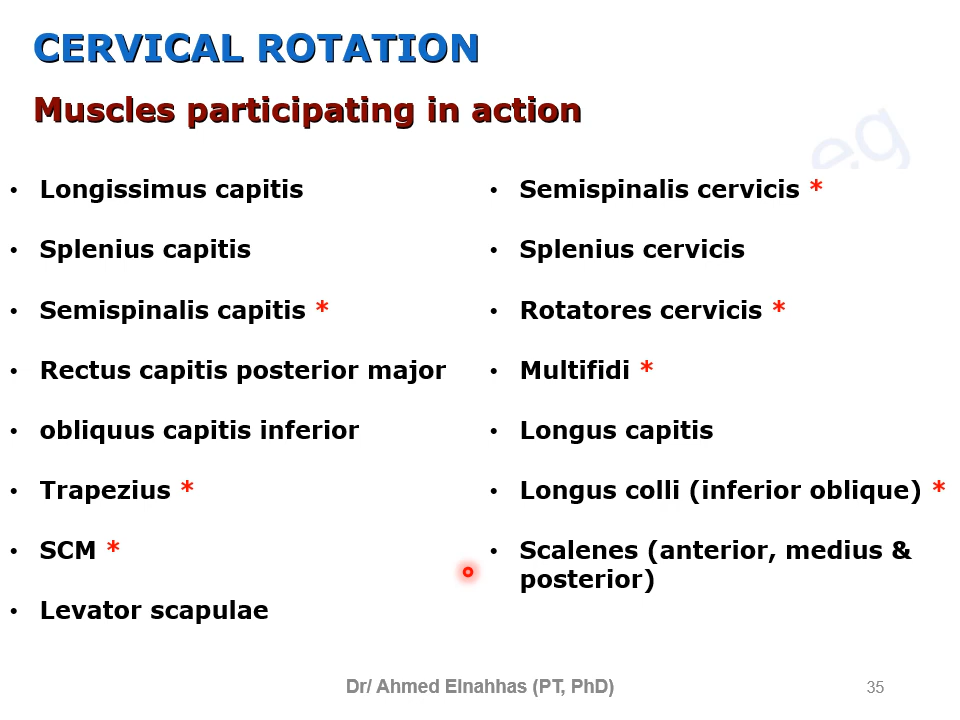 CERVICAL ROTATION
Muscles participating in action
eg
• Longissimus capitis
• Splenius capitis
• Semispinalis capitis *
• Rectus capitis posterior major
• obliquus capitis inferior
• Trapezius *
• SCM *
• Levator scapulae
• Semispinalis cervicis *
• Splenius cervicis
• Rotatores cervicis *
• Multifidi *
• Longus capitis
• Longus colli (inferior oblique) *
• Scalenes (anterior, medius &
posterior)
Dr/ Ahmed Elnahhas (PT, PhD)
35